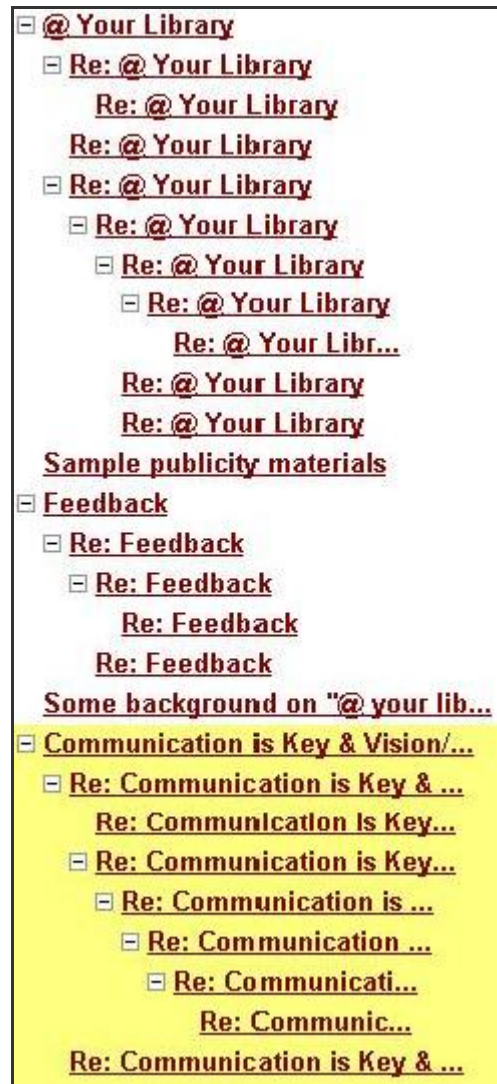 @ Your Library
Re: @ Your Library
Re: @ Your Library
Re: @ Your Library
Re: @ Your Library
Re: @ Your Library
Re: @ Your Library
Re: @ Your Library
Re: @ Your Libr...
Re: @ Your Library
Re: @ Your Library
Sample publicity materials
Feedback
Re: Feedback
Re: Feedback
Re: Feedback
Re: Feedback
Some background on "@ your lib...
Communication is Key & Vision/...
Re: Communication is Key & ...
Re: Communication is Key...
Re: Communication is Key...
Re: Communication is ...
Re: Communication ...
Re: Communicati...
Re: Communic...
Re: Communication is Key & ...